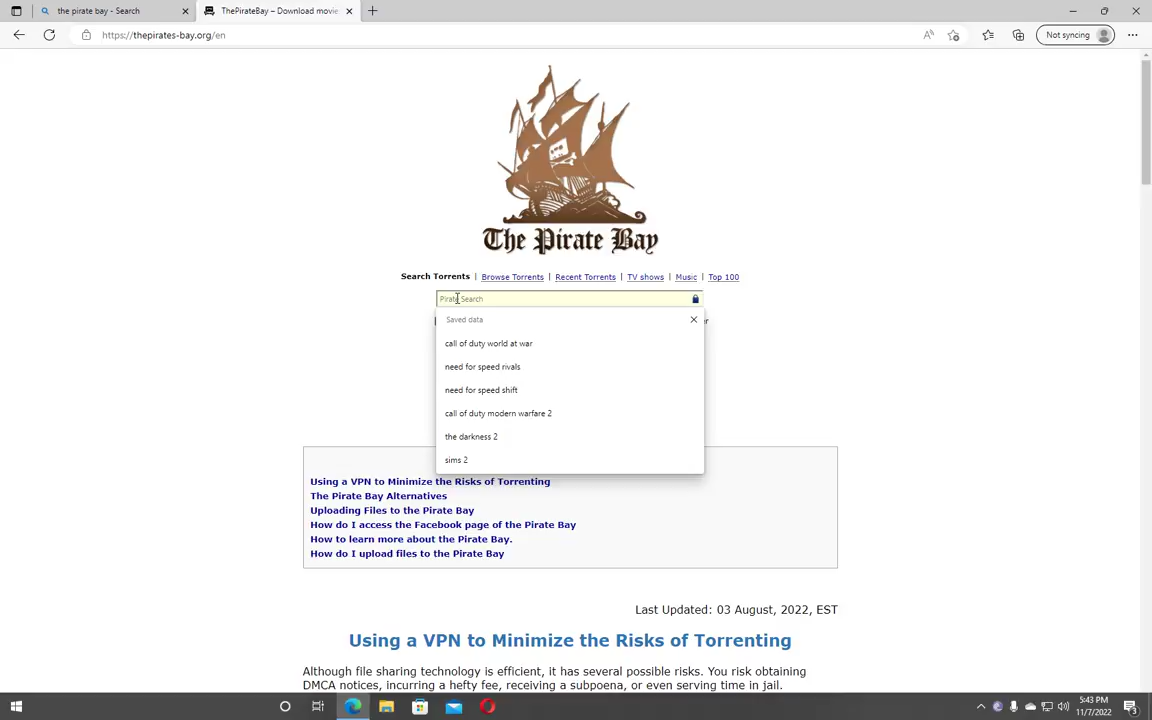 the pirate bay - Search
ThePirateBay – Download movie
https://thepirates-bay.org/en
Not syncing
The Pirate Bay
Search Torrents | Browse Torrents | Recent Torrents | TV shows | Music | Top 100
Pirate Search
Saved data
call of duty world at war
need for speed rivals
need for speed shift
call of duty modern warfare 2
the darkness 2
sims 2
Using a VPN to Minimize the Risks of Torrenting
The Pirate Bay Alternatives
Uploading Files to the Pirate Bay
How do I access the Facebook page of the Pirate Bay
How to learn more about the Pirate Bay.
How do I upload files to the Pirate Bay
Last Updated: 03 August, 2022, EST
Using a VPN to Minimize the Risks of Torrenting
Although file sharing technology is efficient, it has several possible risks. You risk obtaining
DMCA notices, incurring a hefty fee, receiving a subpoena, or even serving time in jail.
5:43 PM
11/7/2022
3